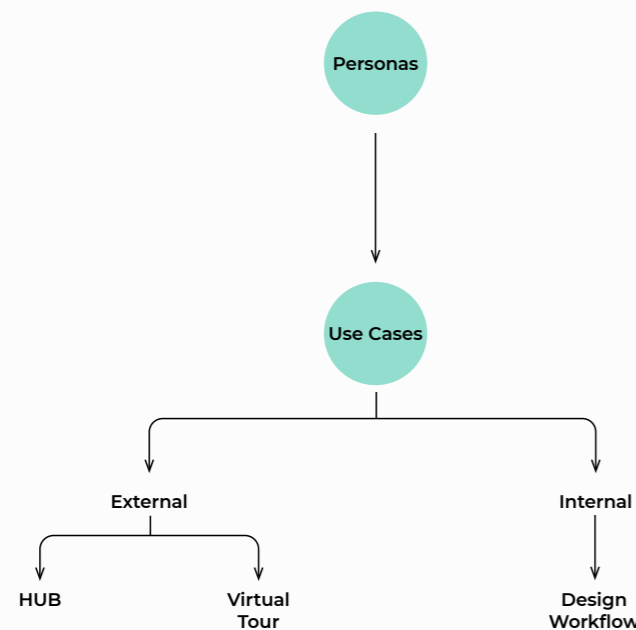 Personas
Use Cases
External
Internal
HUB
Virtual
Tour
Design
Workflow